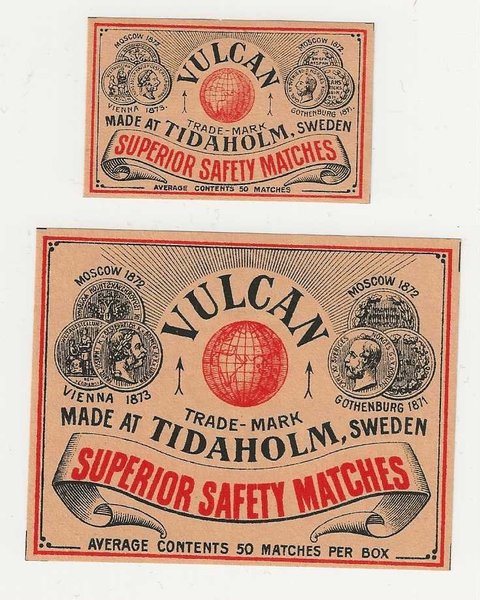 MOSCOW 1872
VULCAN
MOSCOW 1872
VIENNA 1873.
GOTHENBURG 1871.
TRADE-MARK
MADE AT TIDAHOLM, SWEDEN
SUPERIOR SAFETY MATCHES
AVERAGE CONTENTS 50 MATCHES
MOSCOW 1872
VULCAN
MOSCOW 1872
VIENNA 1873
GOTHENBURG 1871
TRADE-MARK
MADE AT TIDAHOLM, SWEDEN
SUPERIOR SAFETY MATCHES
AVERAGE CONTENTS 50 MATCHES PER BOX